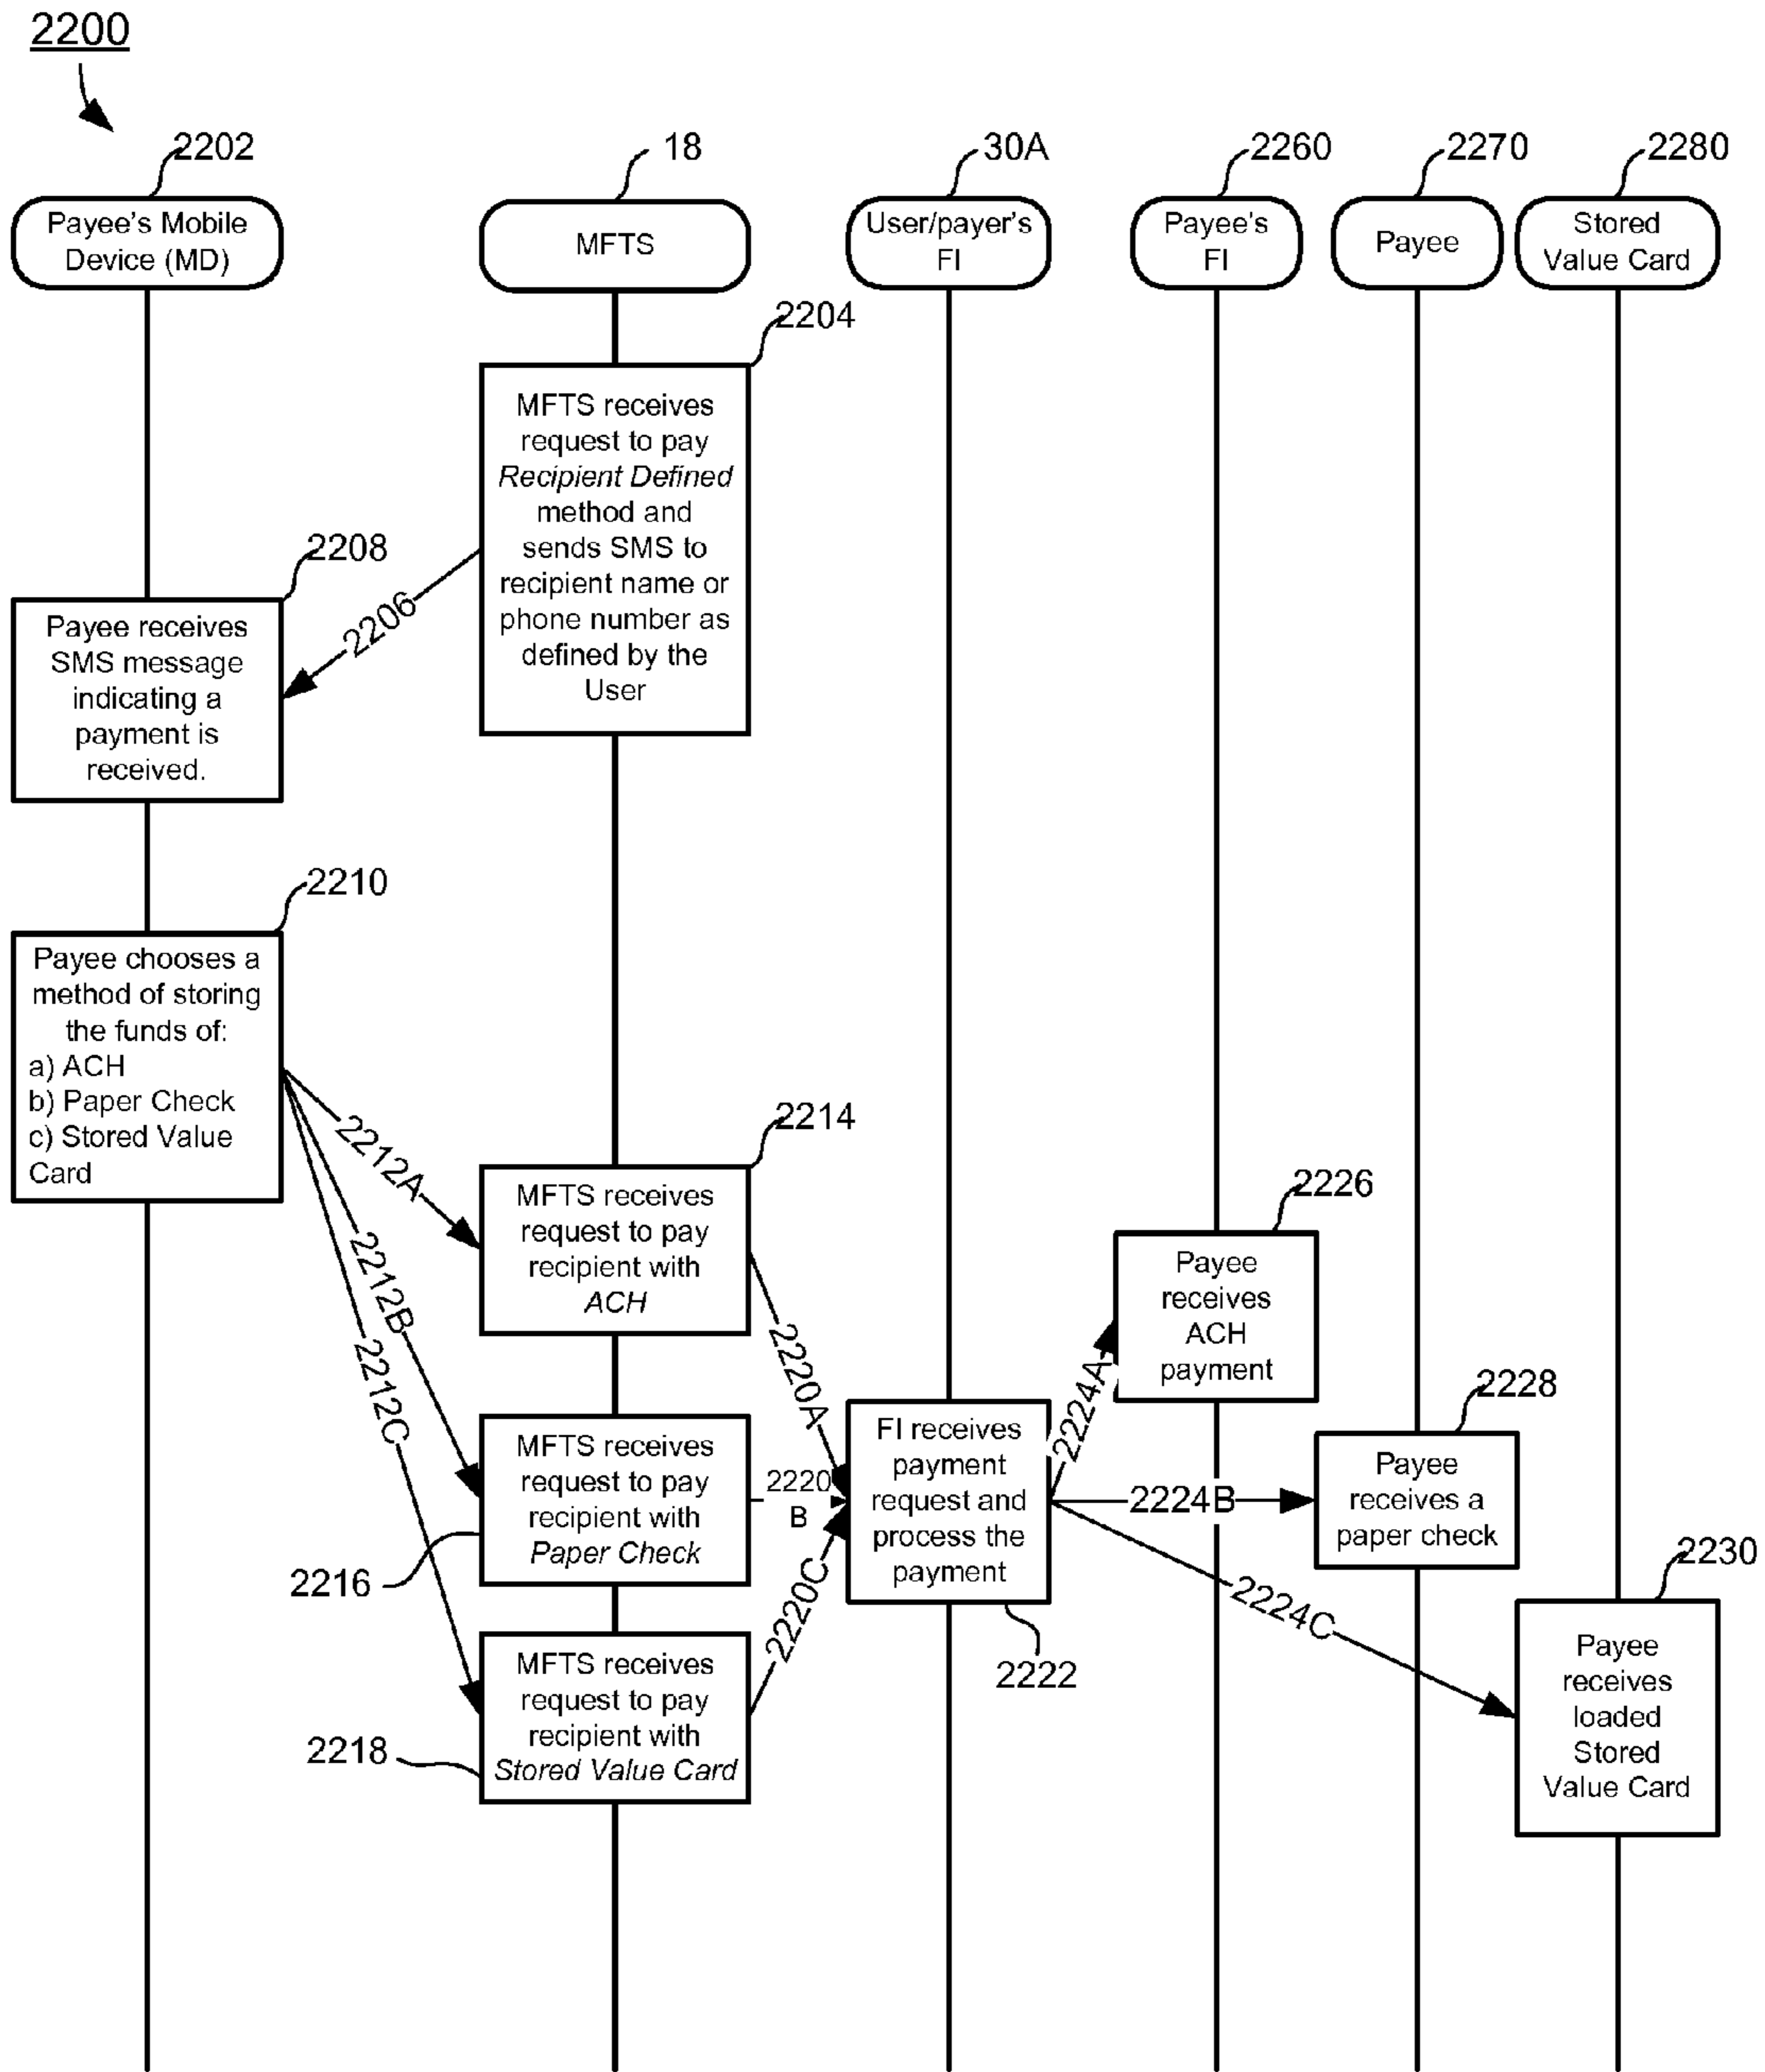 2200
2202
18
30A
2260
2270
2280
Payee's Mobile
Device (MD)
MFTS
User/payer's
FI
Payee's
FI
Payee
Stored
Value Card
2204
MFTS receives
request to pay
Recipient Defined
method and
sends SMS to
recipient name or
phone number as
defined by the
User
2206
2208
Payee receives
SMS message
indicating a
payment is
received.
2210
Payee chooses a
method of storing
the funds of:
a) ACH
b) Paper Check
c) Stored Value
Card
2212A
2212B
2212C
2214
MFTS receives
request to pay
recipient with
ACH
2216
MFTS receives
request to pay
recipient with
Paper Check
2218
MFTS receives
request to pay
recipient with
Stored Value Card
2220A
2220
B
2220C
FI receives
payment
request and
process the
payment
2222
2224A
2224B
2224C
2226
Payee
receives
ACH
payment
2228
Payee
receives a
paper check
2230
Payee
receives
loaded
Stored
Value Card